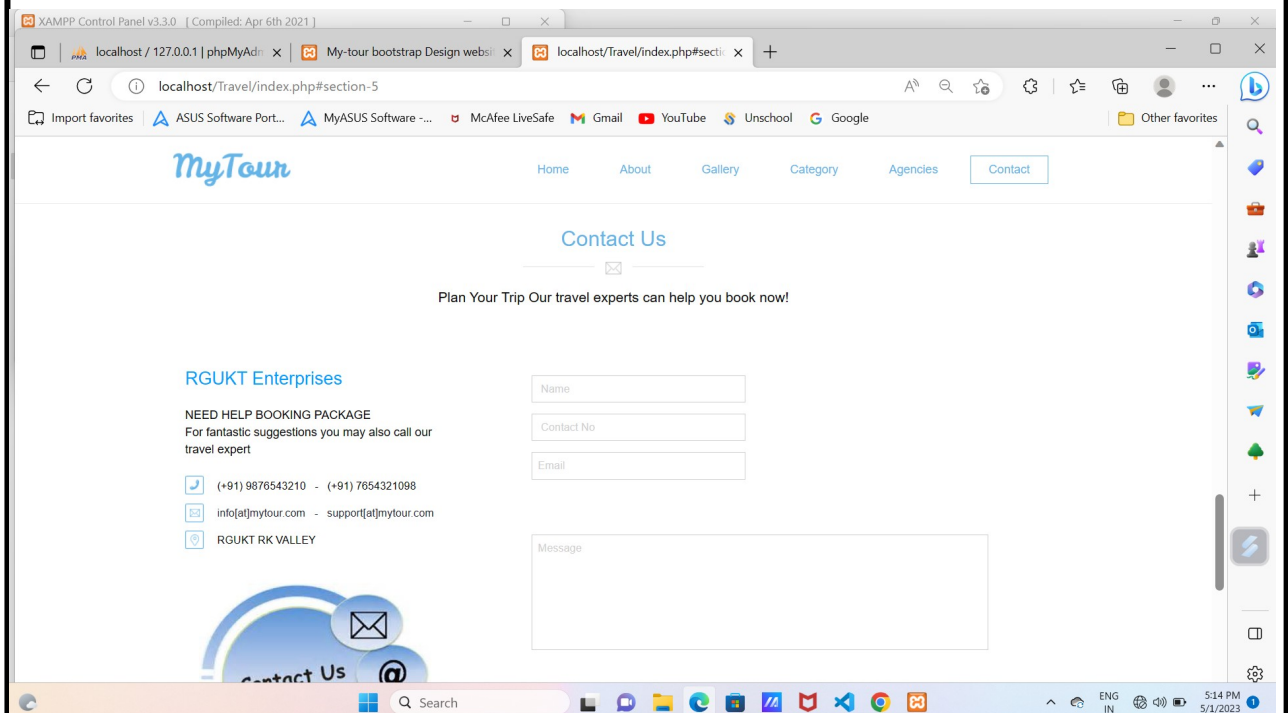 XAMPP Control Panel v3.3.0 [ Compiled: Apr 6th 2021 ]
localhost / 127.0.0.1 | phpMyAdm
My-tour bootstrap Design websi
localhost/Travel/index.php#sectio
localhost/Travel/index.php#section-5
Import favorites
ASUS Software Port...
MyASUS Software -...
McAfee LiveSafe
Gmail
YouTube
Unschool
Google
Other favorites
MyTour
Home About Gallery Category Agencies Contact
Contact Us
Plan Your Trip Our travel experts can help you book now!
RGUKT Enterprises
NEED HELP BOOKING PACKAGE
For fantastic suggestions you may also call our
travel expert
(+91) 9876543210 - (+91) 7654321098
info[at]mytour.com - support[at]mytour.com
RGUKT RK VALLEY
Contact Us
@
Name
Contact No
Email
Message
Search
ENG
IN
5:14 PM
5/1/2023
1